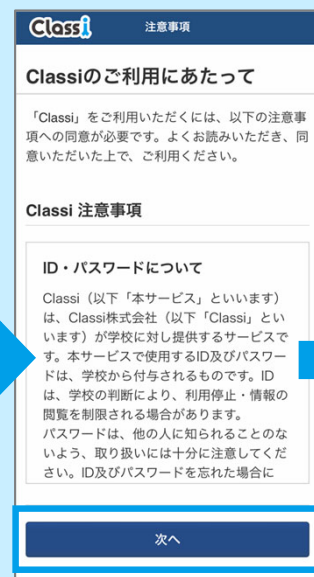 Classi 注意事項
Classiのご利用にあたって
「Classi」をご利用いただくには、以下の注意事
項への同意が必要です。よくお読みいただき、同
意いただいた上で、ご利用ください。
Classi 注意事項
ID・パスワードについて
Classi（以下「本サービス」といいます）
は、Classi株式会社（以下「Classi」とい
います）が学校に対し提供するサービスで
す。本サービスで使用するID及びパスワー
ドは、学校から付与されるものです。ID
は、学校の判断により、利用停止・情報の
閲覧を制限される場合があります。
パスワードは、他の人に知られることのな
いよう、取り扱いには十分に注意してくだ
さい。ID及びパスワードを忘れた場合に
次へ